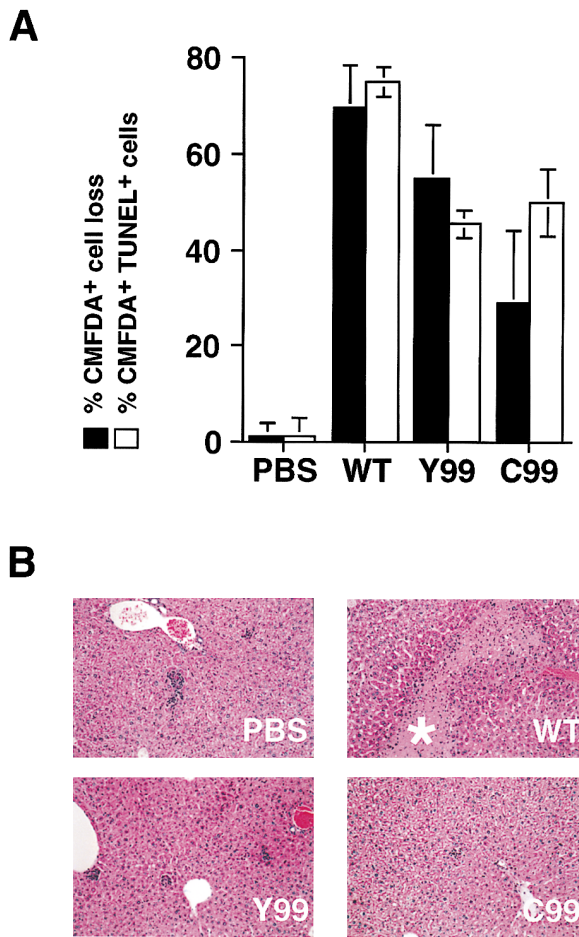 A
% CMFDA+ cell loss
% CMFDA+ TUNEL+ cells
80
60
40
20
0
PBS WT Y99 C99
B
PBS
* WT
Y99
C99